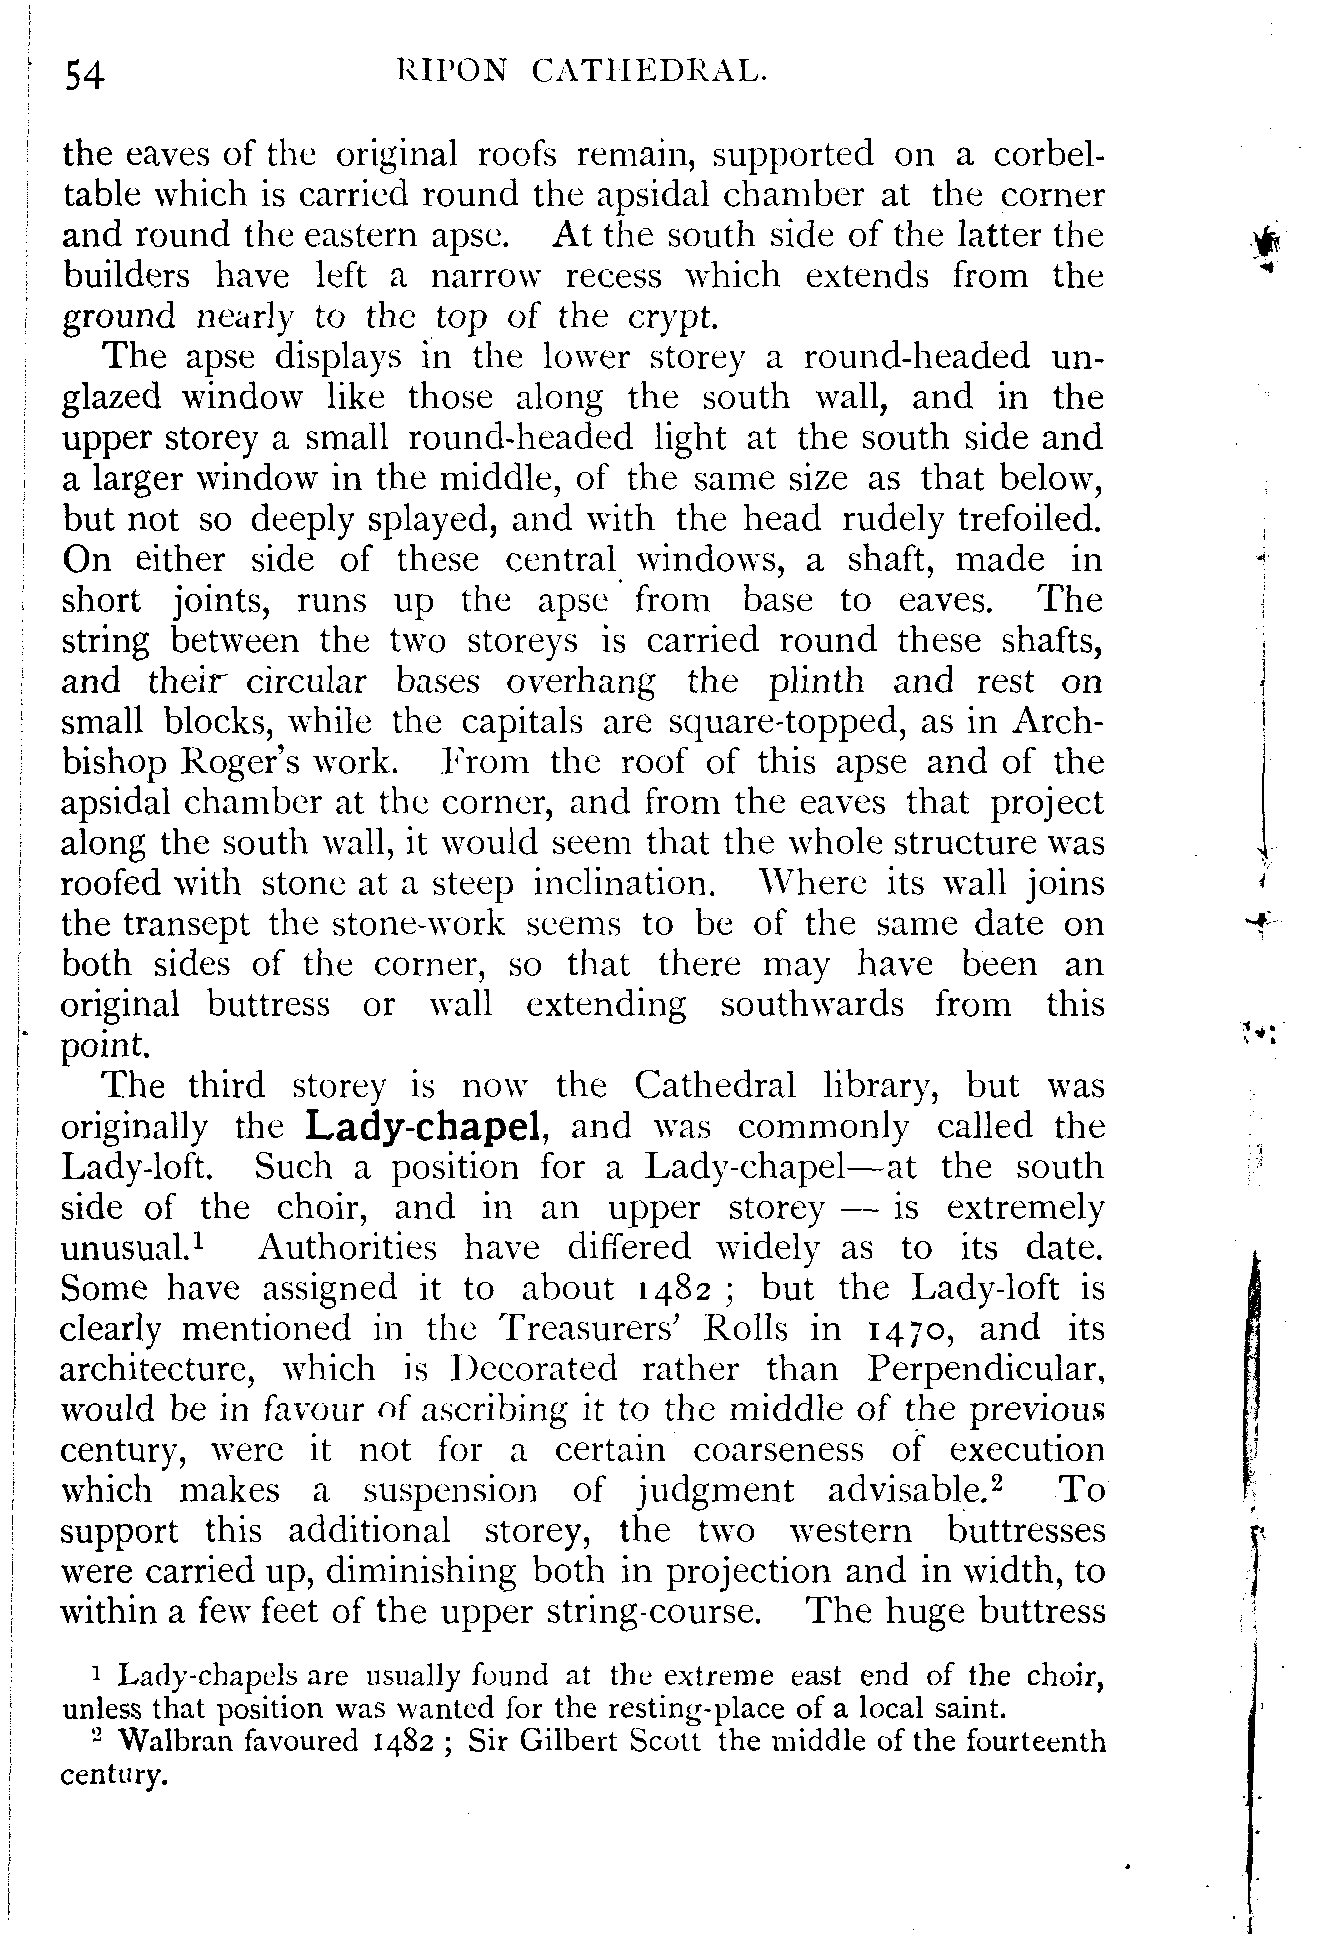 54 RIPON CATHEDRAL.
the eaves of the original roofs remain, supported on a corbel-
table which is carried round the apsidal chamber at the corner
and round the eastern apse. At the south side of the latter the
builders have left a narrow recess which extends from the
ground nearly to the top of the crypt.
The apse displays in the lower storey a round-headed un-
glazed window like those along the south wall, and in the
upper storey a small round-headed light at the south side and
a larger window in the middle, of the same size as that below,
but not so deeply splayed, and with the head rudely trefoiled.
On either side of these central windows, a shaft, made in
short joints, runs up the apse from base to eaves. The
string between the two storeys is carried round these shafts,
and their circular bases overhang the plinth and rest on
small blocks, while the capitals are square-topped, as in Arch-
bishop Roger's work. From the roof of this apse and of the
apsidal chamber at the corner, and from the eaves that project
along the south wall, it would seem that the whole structure was
roofed with stone at a steep inclination. Where its wall joins
the transept the stone-work seems to be of the same date on
both sides of the corner, so that there may have been an
original buttress or wall extending southwards from this
point.
The third storey is now the Cathedral library, but was
originally the Lady-chapel, and was commonly called the
Lady-loft. Such a position for a Lady-chapel—at the south
side of the choir, and in an upper storey — is extremely
unusual.¹ Authorities have differed widely as to its date.
Some have assigned it to about 1482 ; but the Lady-loft is
clearly mentioned in the Treasurers' Rolls in 1470, and its
architecture, which is Decorated rather than Perpendicular,
would be in favour of ascribing it to the middle of the previous
century, were it not for a certain coarseness of execution
which makes a suspension of judgment advisable.² To
support this additional storey, the two western buttresses
were carried up, diminishing both in projection and in width, to
within a few feet of the upper string-course. The huge buttress
¹ Lady-chapels are usually found at the extreme east end of the choir,
unless that position was wanted for the resting-place of a local saint.
² Walbran favoured 1482 ; Sir Gilbert Scott the middle of the fourteenth
century.